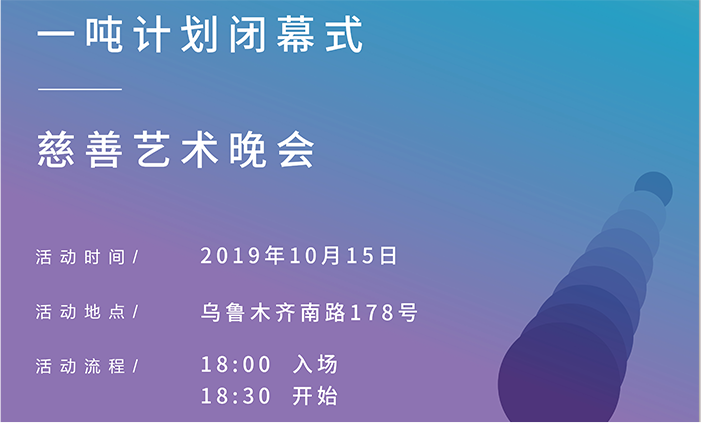 一吨计划闭幕式
慈善艺术晚会
活动时间/ 2019年10月15日
活动地点/ 乌鲁木齐南路178号
活动流程/ 18:00 入场
18:30 开始